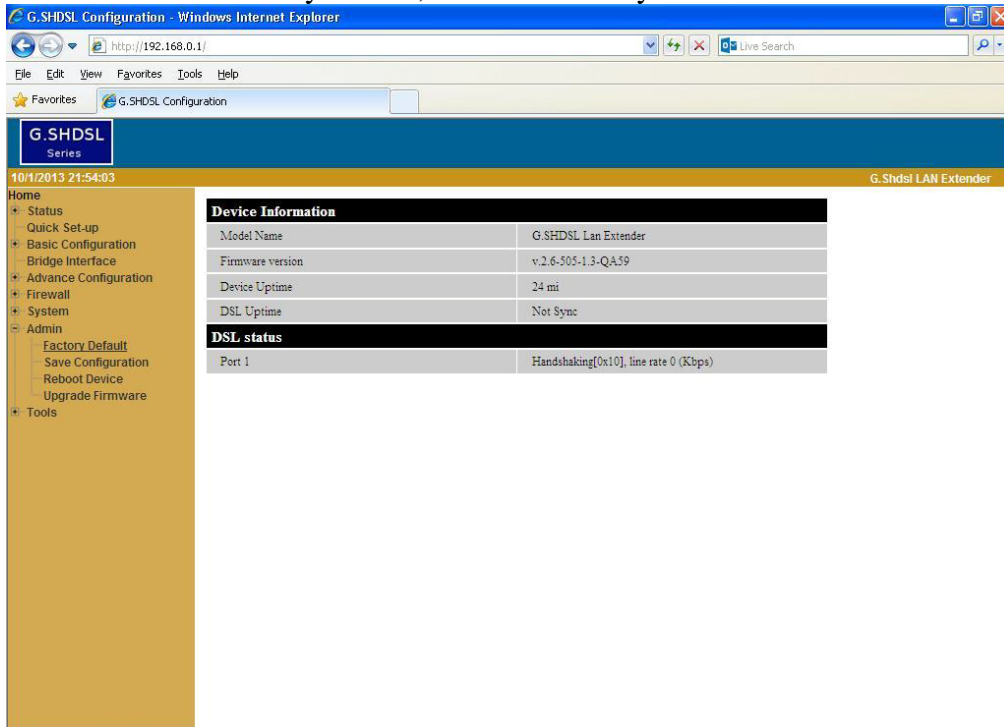 G.SHDSL Configuration - Windows Internet Explorer
http://192.168.0.1/
Live Search
File Edit View Favorites Tools Help
Favorites
G.SHDSL Configuration
G.SHDSL
Series
10/1/2013 21:54:03
G.Shdsl LAN Extender
Home
Status
Quick Set-up
Basic Configuration
Bridge Interface
Advance Configuration
Firewall
System
Admin
Factory Default
Save Configuration
Reboot Device
Upgrade Firmware
Tools
Device Information
Model Name G.SHDSL Lan Extender
Firmware version v.2.6-505-1.3-QA59
Device Uptime 24 mi
DSL Uptime Not Sync
DSL status
Port 1 Handshaking[0x10], line rate 0 (Kbps)